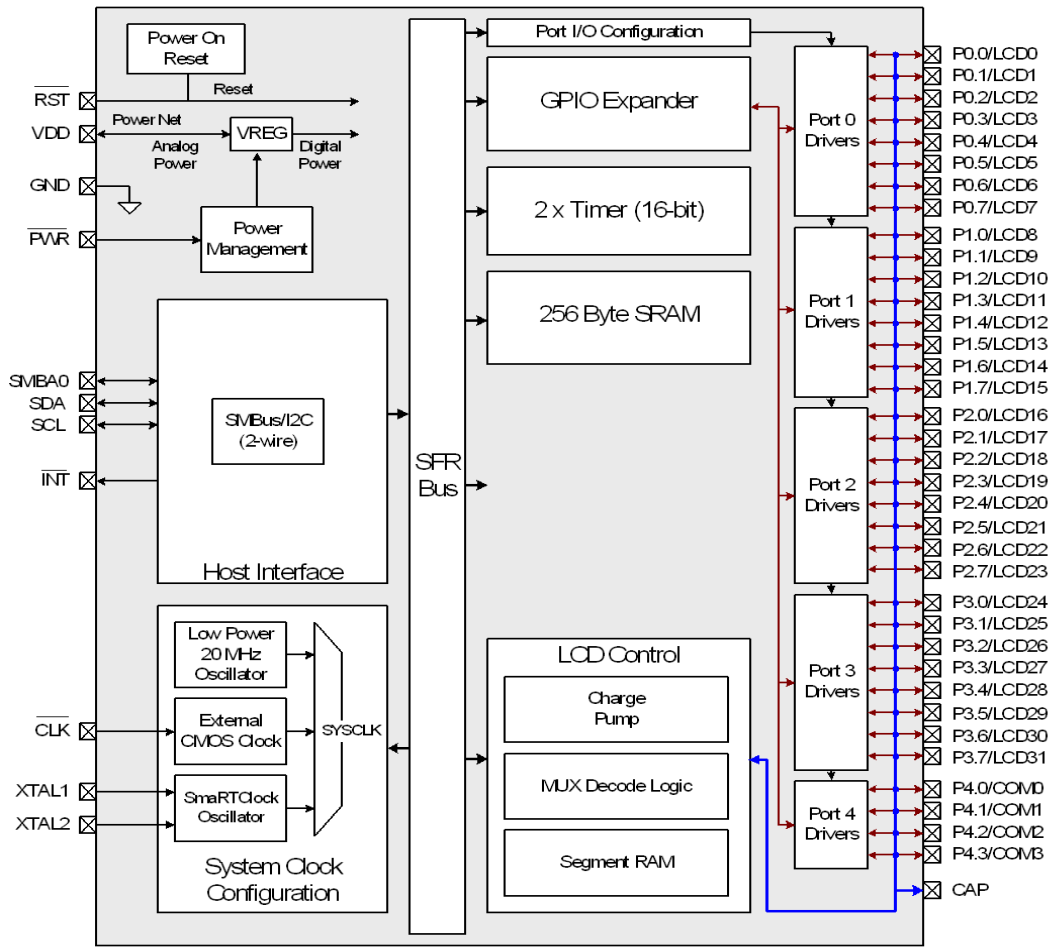 Power On
Reset
RST
Reset
VDD
Power Net
VREG
Analog
Power
Digital
Power
GND
PWR
Power
Management
SMBA0
SDA
SCL
INT
SMBus/I2C
(2-wire)
Host Interface
Low Power
20 MHz
Oscillator
CLK
External
CMOS Clock
SYSCLK
XTAL1
XTAL2
SmaRTClock
Oscillator
System Clock
Configuration
SFR
Bus
Port I/O Configuration
GPIO Expander
2 x Timer (16-bit)
256 Byte SRAM
LCD Control
Charge
Pump
MUX Decode Logic
Segment RAM
Port 0
Drivers
Port 1
Drivers
Port 2
Drivers
Port 3
Drivers
Port 4
Drivers
P0.0/LCD0
P0.1/LCD1
P0.2/LCD2
P0.3/LCD3
P0.4/LCD4
P0.5/LCD5
P0.6/LCD6
P0.7/LCD7
P1.0/LCD8
P1.1/LCD9
P1.2/LCD10
P1.3/LCD11
P1.4/LCD12
P1.5/LCD13
P1.6/LCD14
P1.7/LCD15
P2.0/LCD16
P2.1/LCD17
P2.2/LCD18
P2.3/LCD19
P2.4/LCD20
P2.5/LCD21
P2.6/LCD22
P2.7/LCD23
P3.0/LCD24
P3.1/LCD25
P3.2/LCD26
P3.3/LCD27
P3.4/LCD28
P3.5/LCD29
P3.6/LCD30
P3.7/LCD31
P4.0/COM0
P4.1/COM1
P4.2/COM2
P4.3/COM3
CAP